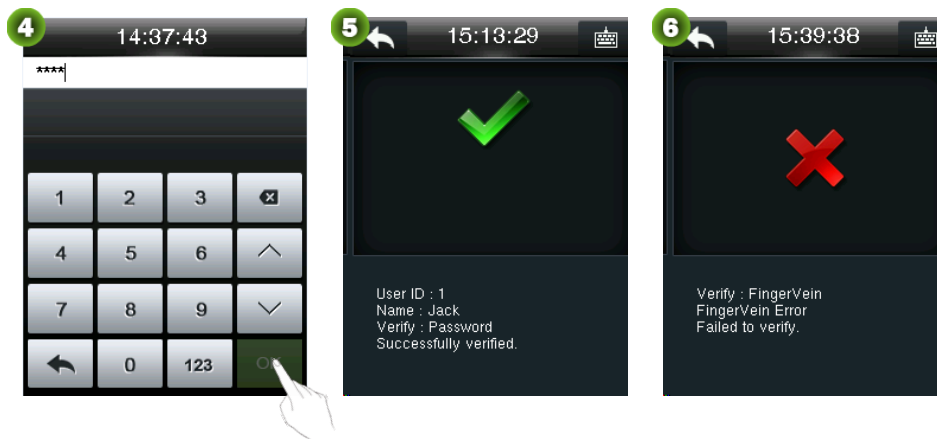 4
14:37:43
****
1 2 3
4 5 6
7 8 9
0 123 OK
5
15:13:29
User ID : 1
Name : Jack
Verify : Password
Successfully verified.
6
15:39:38
Verify : FingerVein
FingerVein Error
Failed to verify.